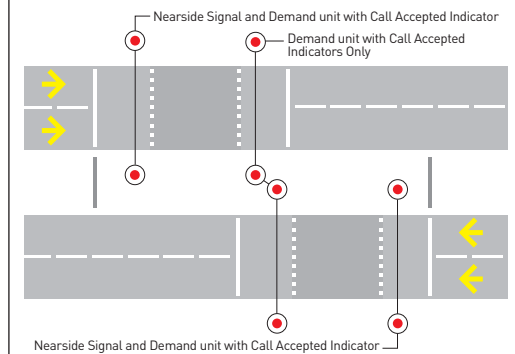 Nearside Signal and Demand unit with Call Accepted Indicator
Demand unit with Call Accepted
Indicators Only
Nearside Signal and Demand unit with Call Accepted Indicator